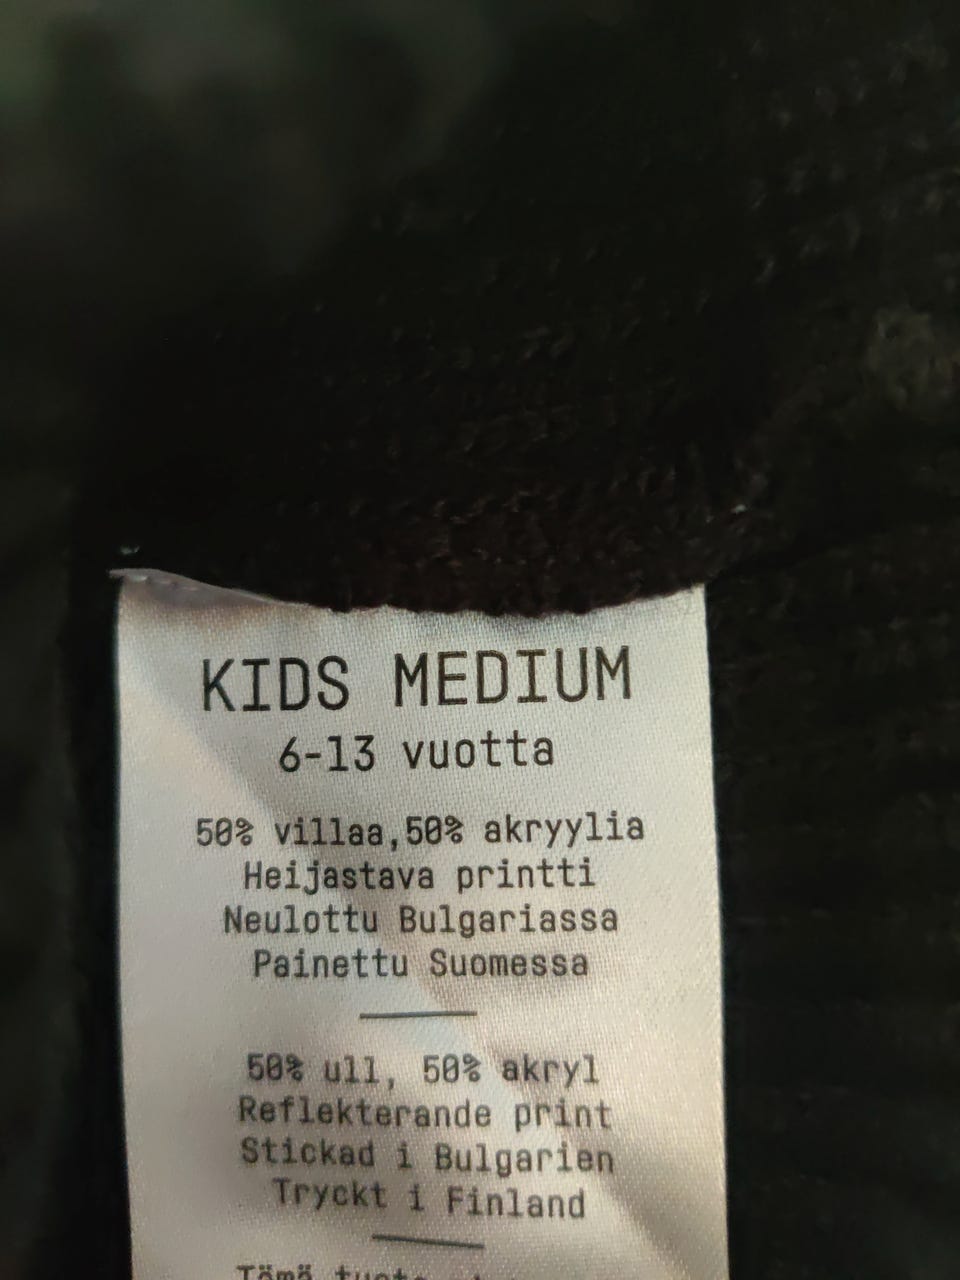 KIDS MEDIUM
6-13 vuotta
50% villaa,50% akryylia
Heijastava printti
Neulottu Bulgariassa
Painettu Suomessa
50% ull, 50% akryl
Reflekterande print
Stickad i Bulgarien
Tryckt i Finland
Tämä